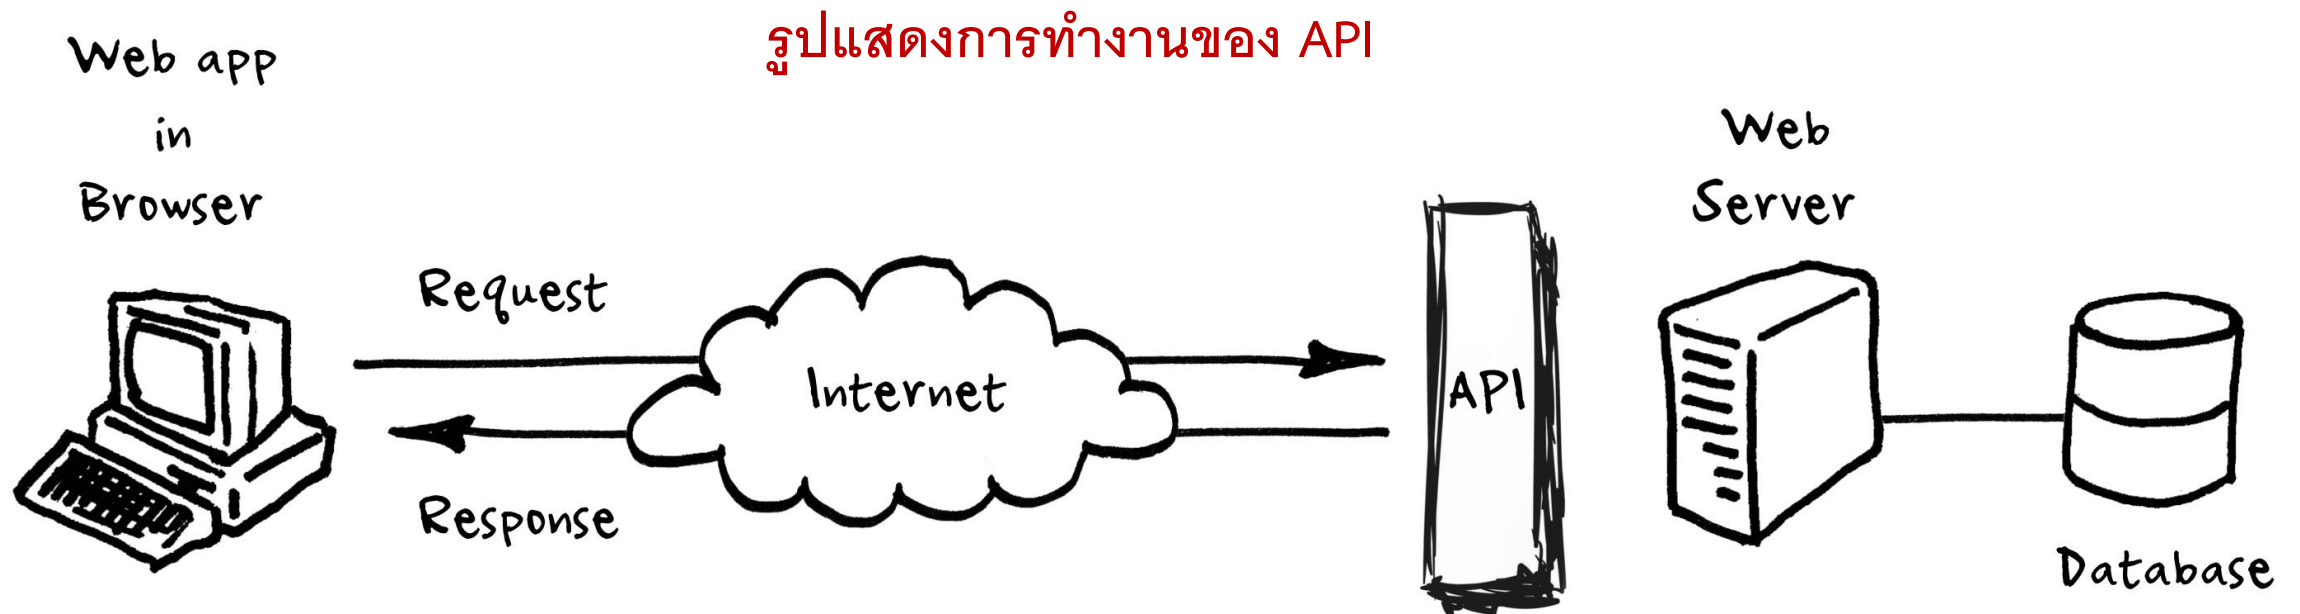 รูปแสดงการทำงานของ API
Web app
in
Browser
Request
Response
Internet
API
Web
Server
Database